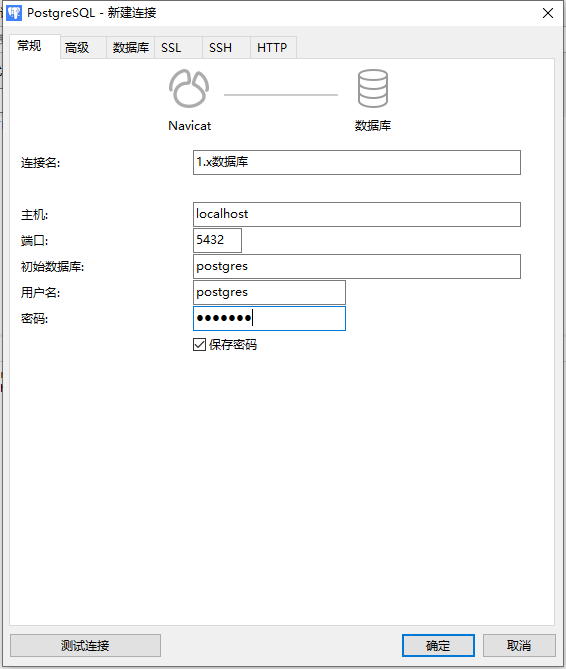 PostgreSQL - 新建连接
常规 高级 数据库 SSL SSH HTTP
Navicat 数据库
连接名: 1.x数据库
主机: localhost
端口: 5432
初始数据库: postgres
用户名: postgres
密码: ●●●●●●●
保存密码
测试连接 确定 取消